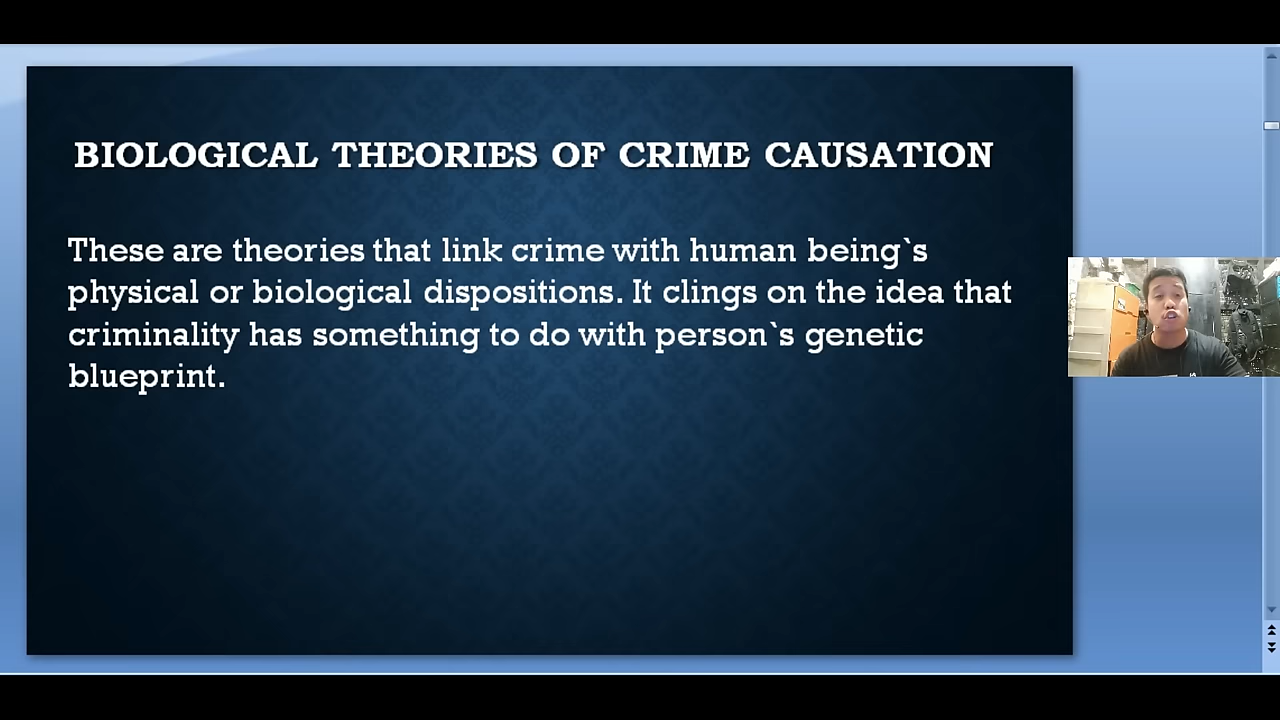 BIOLOGICAL THEORIES OF CRIME CAUSATION
These are theories that link crime with human being`s
physical or biological dispositions. It clings on the idea that
criminality has something to do with person`s genetic
blueprint.